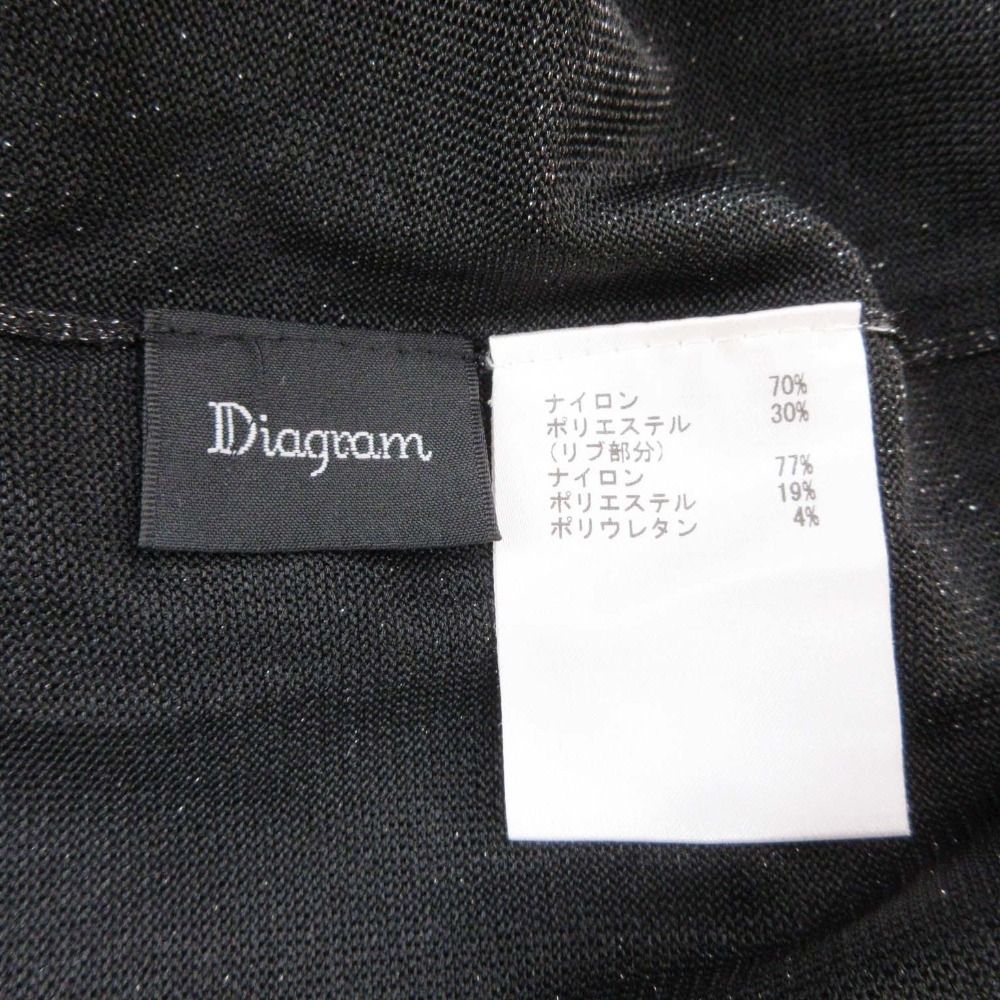 Diagram
ナイロン 70%
ポリエステル 30%
(リブ部分)
ナイロン 77%
ポリエステル 19%
ポリウレタン 4%